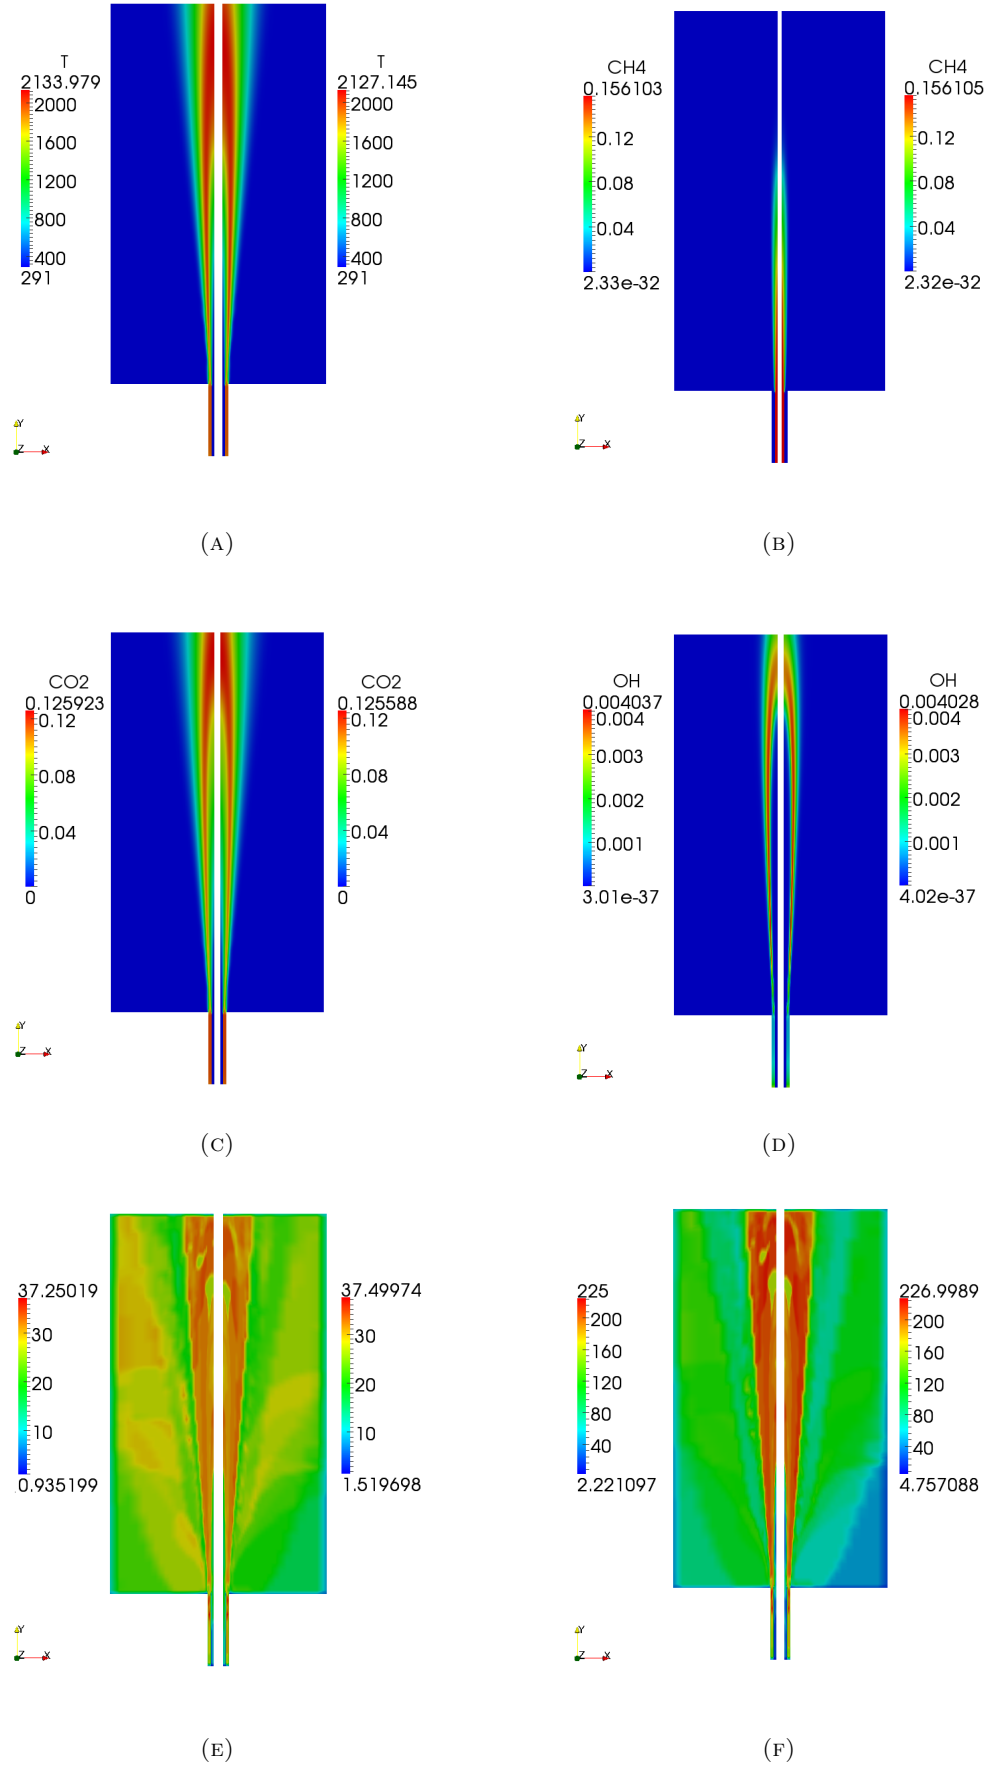 T
2133.979
2000
1600
1200
800
400
291
T
2127.145
2000
1600
1200
800
400
291
Y
Z X
(A)
CH4
0.156103
0.12
0.08
0.04
2.33e-32
CH4
0.156105
0.12
0.08
0.04
2.32e-32
Y
Z X
(B)
CO2
0.125923
0.12
0.08
0.04
0
CO2
0.125588
0.12
0.08
0.04
0
Y
Z X
(C)
OH
0.004037
0.004
0.003
0.002
0.001
3.01e-37
OH
0.004028
0.004
0.003
0.002
0.001
4.02e-37
Y
Z X
(D)
37.25019
30
20
10
0.935199
37.49974
30
20
10
1.519698
Y
Z X
(E)
225
200
160
120
80
40
2.221097
226.9989
200
160
120
80
40
4.757088
Y
Z X
(F)